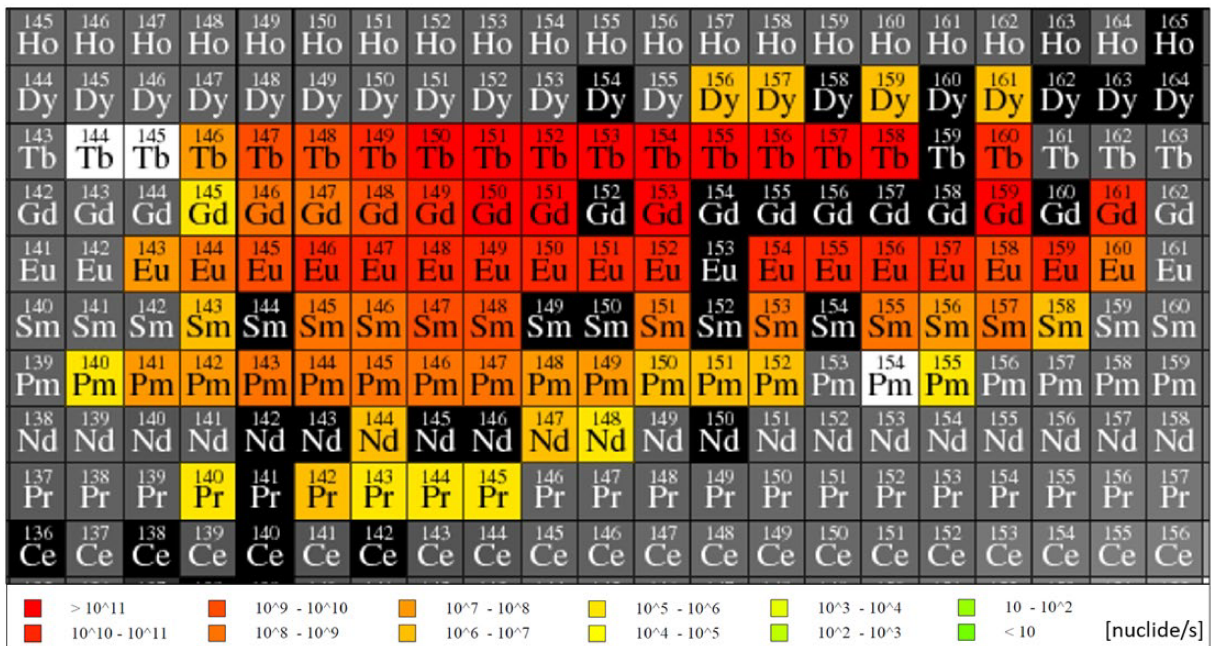 145 146 147 148 149 150 151 152 153 154 155 156 157 158 159 160 161 162 163 164 165
Ho Ho Ho Ho Ho Ho Ho Ho Ho Ho Ho Ho Ho Ho Ho Ho Ho Ho Ho Ho Ho
144 145 146 147 148 149 150 151 152 153 154 155 156 157 158 159 160 161 162 163 164
Dy Dy Dy Dy Dy Dy Dy Dy Dy Dy Dy Dy Dy Dy Dy Dy Dy Dy Dy Dy Dy
143 144 145 146 147 148 149 150 151 152 153 154 155 156 157 158 159 160 161 162 163
Tb Tb Tb Tb Tb Tb Tb Tb Tb Tb Tb Tb Tb Tb Tb Tb Tb Tb Tb Tb Tb
142 143 144 145 146 147 148 149 150 151 152 153 154 155 156 157 158 159 160 161 162
Gd Gd Gd Gd Gd Gd Gd Gd Gd Gd Gd Gd Gd Gd Gd Gd Gd Gd Gd Gd Gd
141 142 143 144 145 146 147 148 149 150 151 152 153 154 155 156 157 158 159 160 161
Eu Eu Eu Eu Eu Eu Eu Eu Eu Eu Eu Eu Eu Eu Eu Eu Eu Eu Eu Eu Eu
140 141 142 143 144 145 146 147 148 149 150 151 152 153 154 155 156 157 158 159 160
Sm Sm Sm Sm Sm Sm Sm Sm Sm Sm Sm Sm Sm Sm Sm Sm Sm Sm Sm Sm Sm
139 140 141 142 143 144 145 146 147 148 149 150 151 152 153 154 155 156 157 158 159
Pm Pm Pm Pm Pm Pm Pm Pm Pm Pm Pm Pm Pm Pm Pm Pm Pm Pm Pm Pm Pm
138 139 140 141 142 143 144 145 146 147 148 149 150 151 152 153 154 155 156 157 158
Nd Nd Nd Nd Nd Nd Nd Nd Nd Nd Nd Nd Nd Nd Nd Nd Nd Nd Nd Nd Nd
137 138 139 140 141 142 143 144 145 146 147 148 149 150 151 152 153 154 155 156 157
Pr Pr Pr Pr Pr Pr Pr Pr Pr Pr Pr Pr Pr Pr Pr Pr Pr Pr Pr Pr Pr
136 137 138 139 140 141 142 143 144 145 146 147 148 149 150 151 152 153 154 155 156
Ce Ce Ce Ce Ce Ce Ce Ce Ce Ce Ce Ce Ce Ce Ce Ce Ce Ce Ce Ce Ce
> 10^11 10^9 - 10^10 10^7 - 10^8 10^5 - 10^6 10^3 - 10^4 10 - 10^2
10^10 - 10^11 10^8 - 10^9 10^6 - 10^7 10^4 - 10^5 10^2 - 10^3 < 10 [nuclide/s]